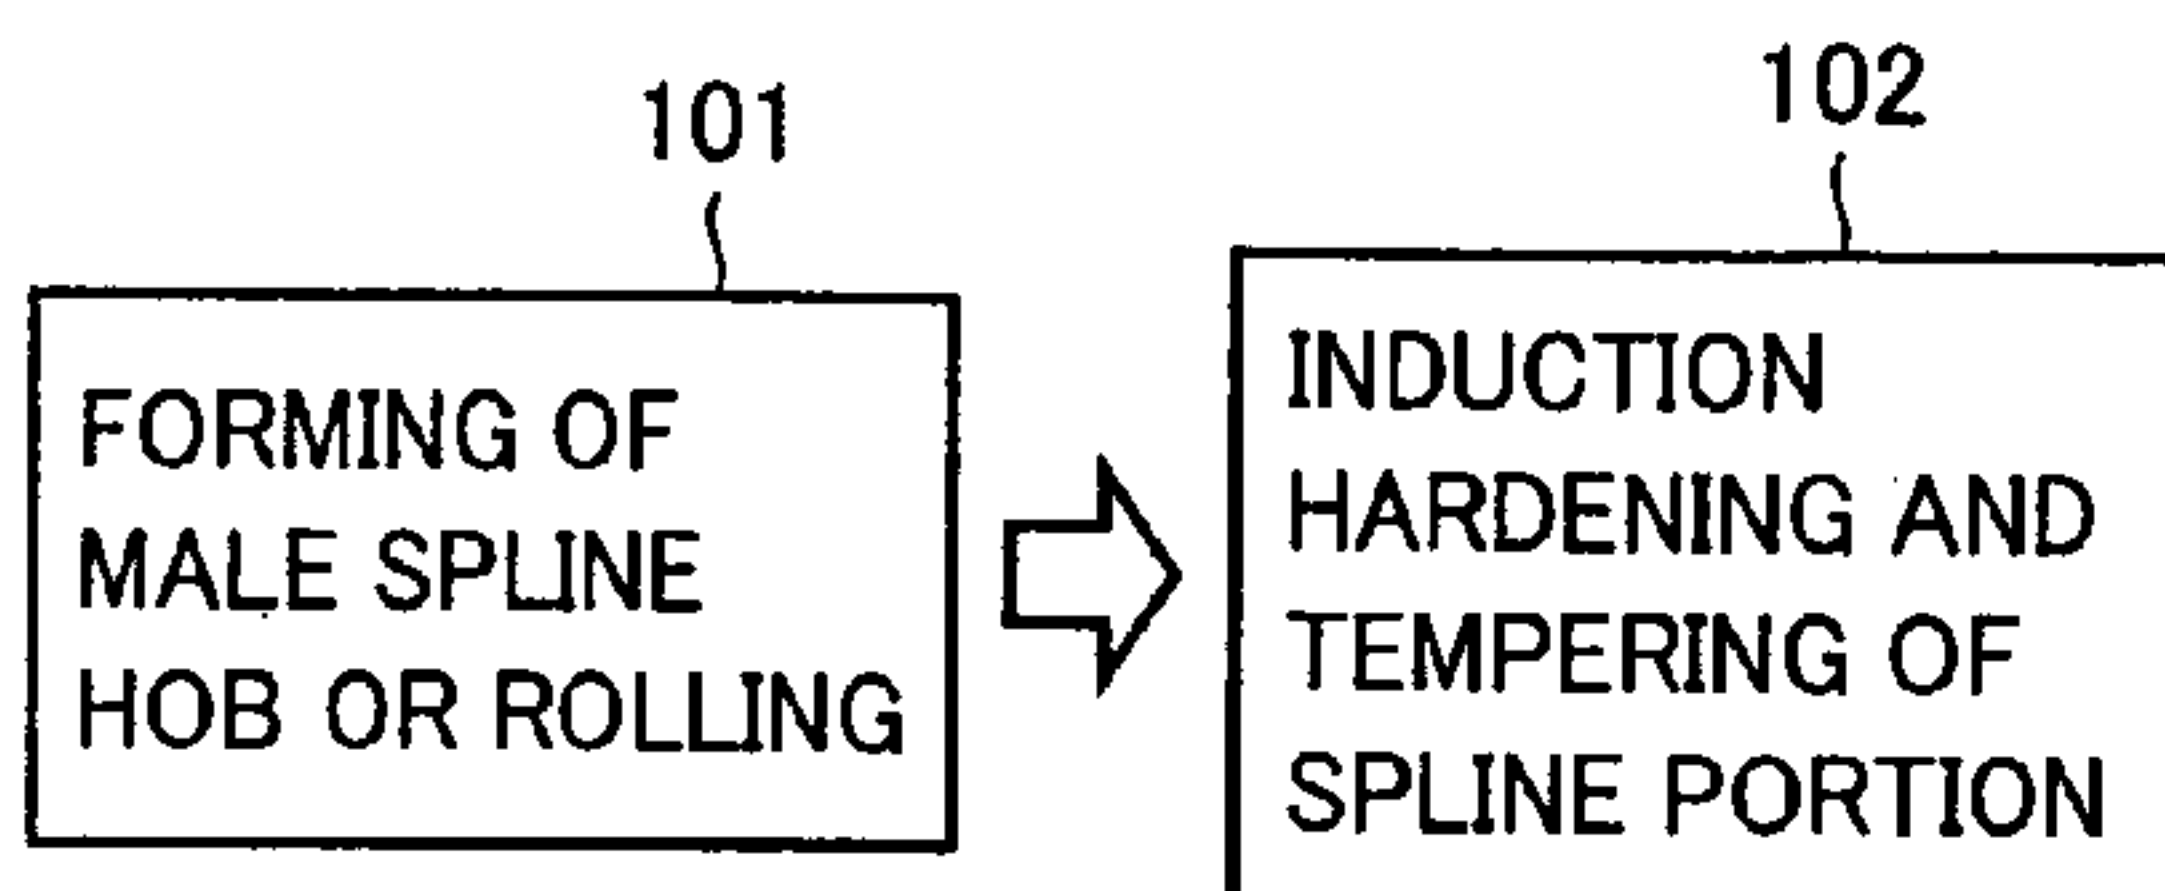 101
FORMING OF
MALE SPLINE
HOB OR ROLLING
102
INDUCTION
HARDENING AND
TEMPERING OF
SPLINE PORTION